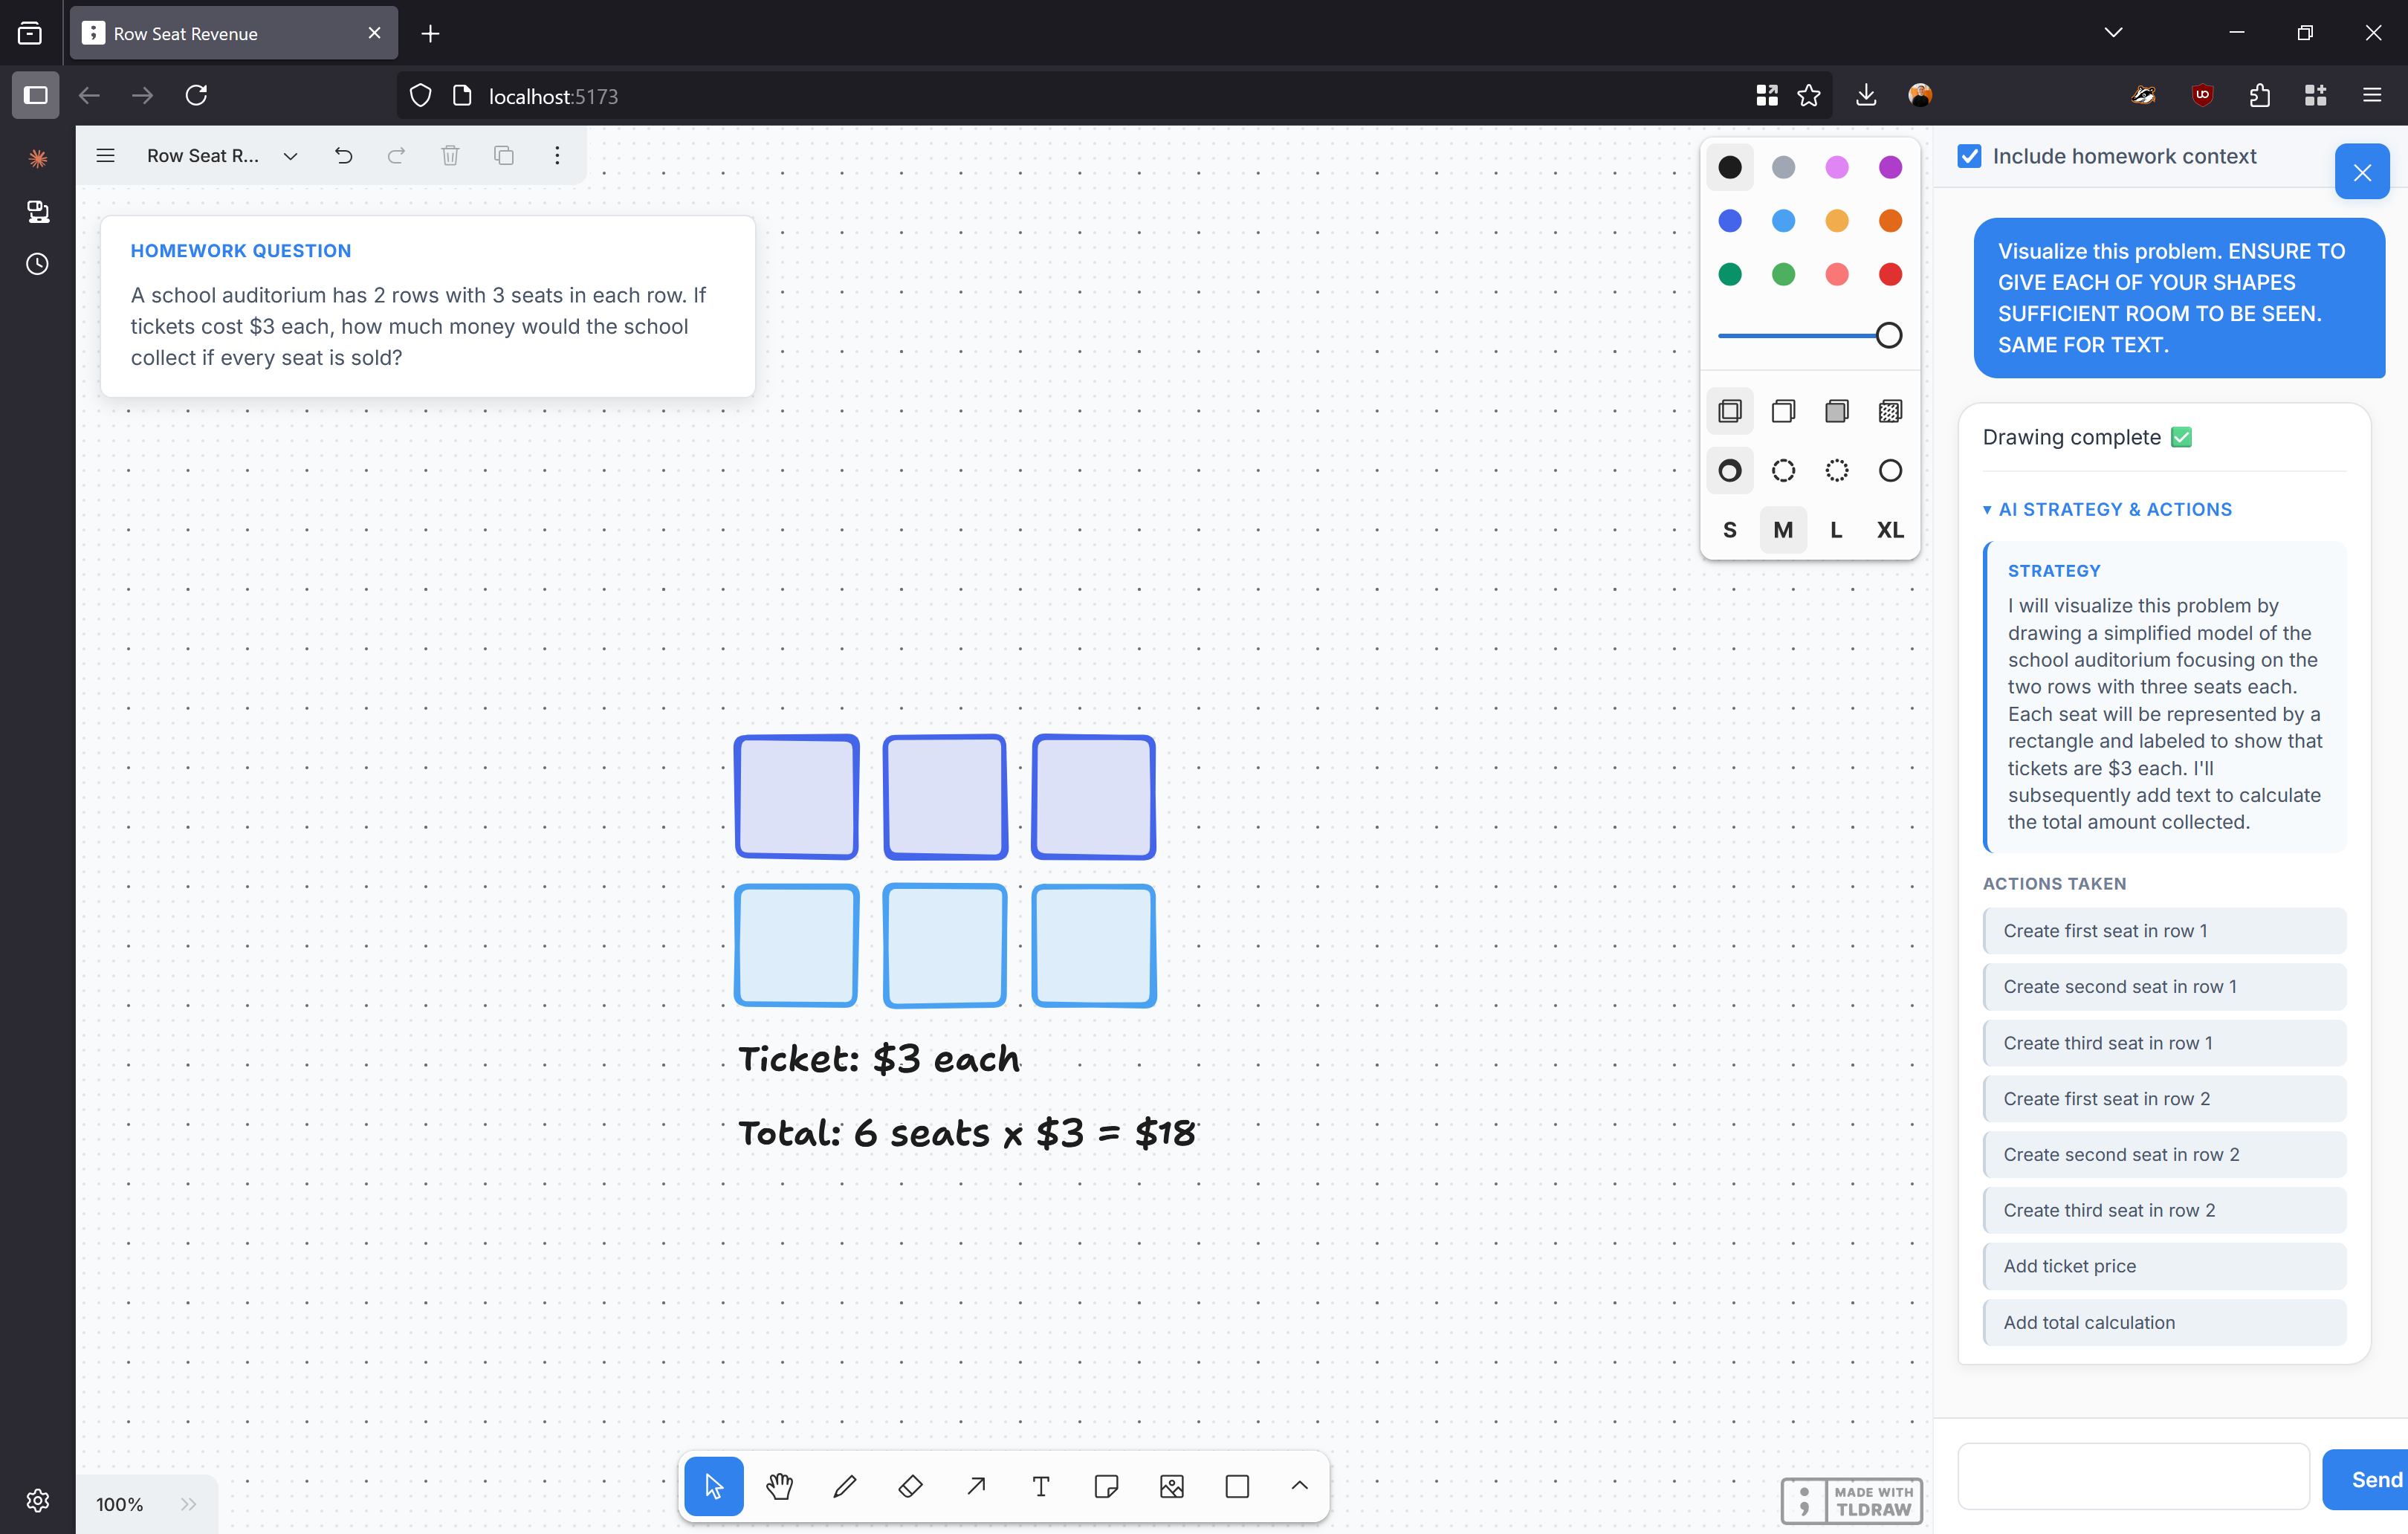 Row Seat Revenue
localhost:5173
Row Seat R...
HOMEWORK QUESTION
A school auditorium has 2 rows with 3 seats in each row. If
tickets cost $3 each, how much money would the school
collect if every seat is sold?
Ticket: $3 each
Total: 6 seats x $3 = $18
S M L XL
Include homework context
Visualize this problem. ENSURE TO
GIVE EACH OF YOUR SHAPES
SUFFICIENT ROOM TO BE SEEN.
SAME FOR TEXT.
Drawing complete ✅
▼ AI STRATEGY & ACTIONS
STRATEGY
I will visualize this problem by
drawing a simplified model of the
school auditorium focusing on the
two rows with three seats each.
Each seat will be represented by a
rectangle and labeled to show that
tickets are $3 each. I'll
subsequently add text to calculate
the total amount collected.
ACTIONS TAKEN
Create first seat in row 1
Create second seat in row 1
Create third seat in row 1
Create first seat in row 2
Create second seat in row 2
Create third seat in row 2
Add ticket price
Add total calculation
Send
100%
MADE WITH
TLDRAW